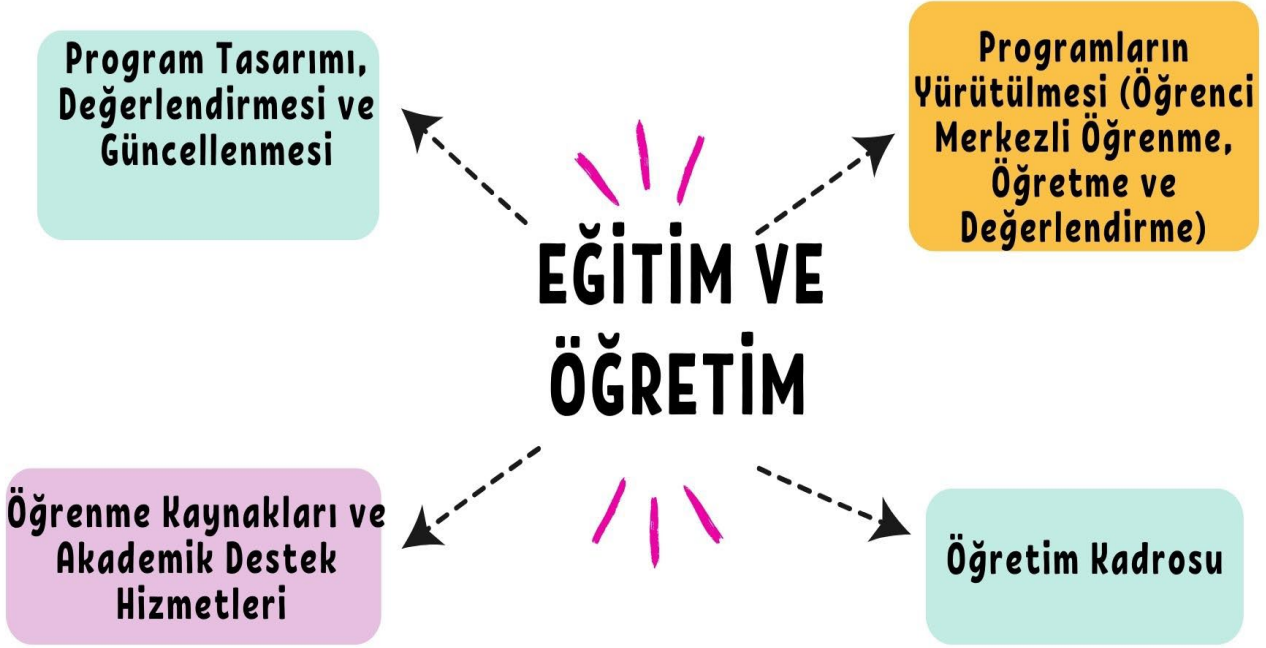 Program Tasarımı,
Değerlendirmesi ve
Güncellenmesi
Programların
Yürütülmesi (Öğrenci
Merkezli Öğrenme,
Öğretme ve
Değerlendirme)
EĞİTİM VE
ÖĞRETİM
Öğrenme Kaynakları ve
Akademik Destek
Hizmetleri
Öğretim Kadrosu